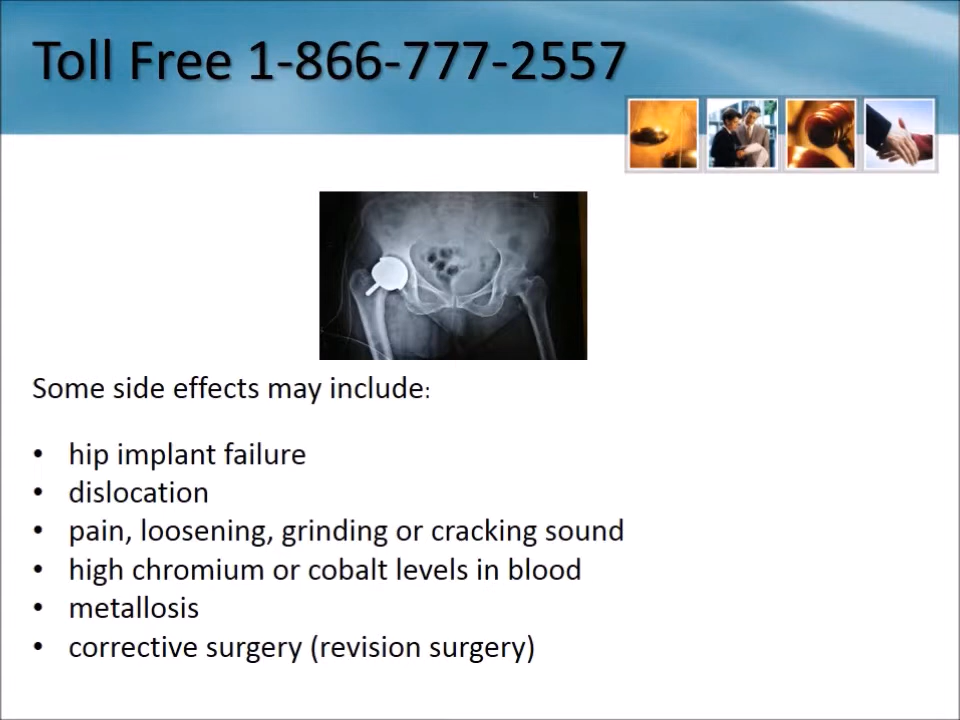 Toll Free 1-866-777-2557
Some side effects may include:
• hip implant failure
• dislocation
• pain, loosening, grinding or cracking sound
• high chromium or cobalt levels in blood
• metallosis
• corrective surgery (revision surgery)